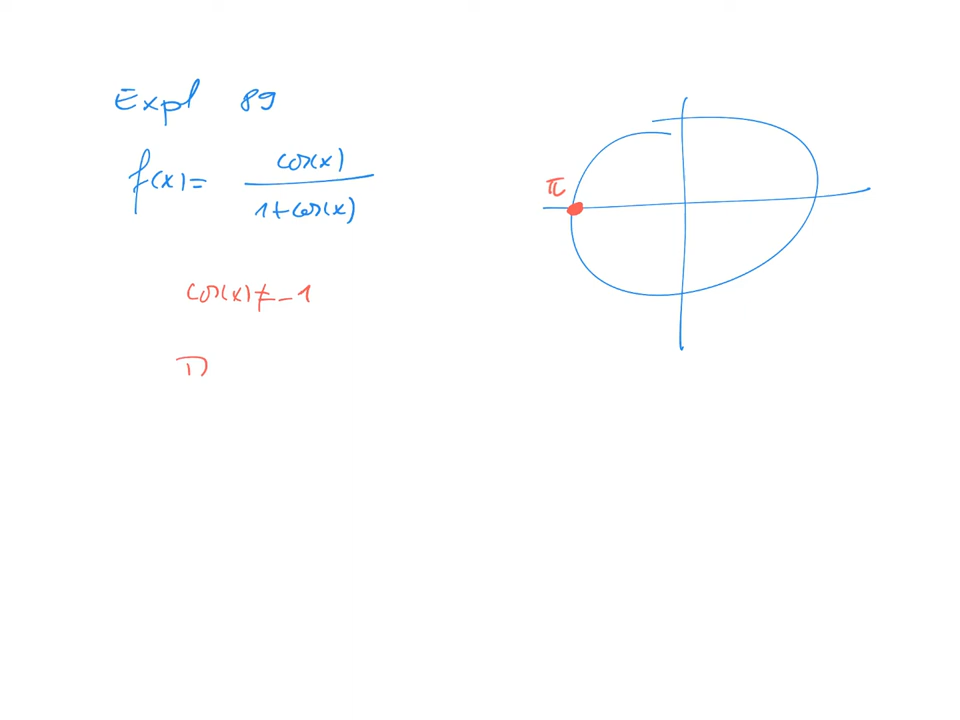 Expl 89
f(x) = cos(x) / 1+cos(x)
cos(x) ≠ -1
π